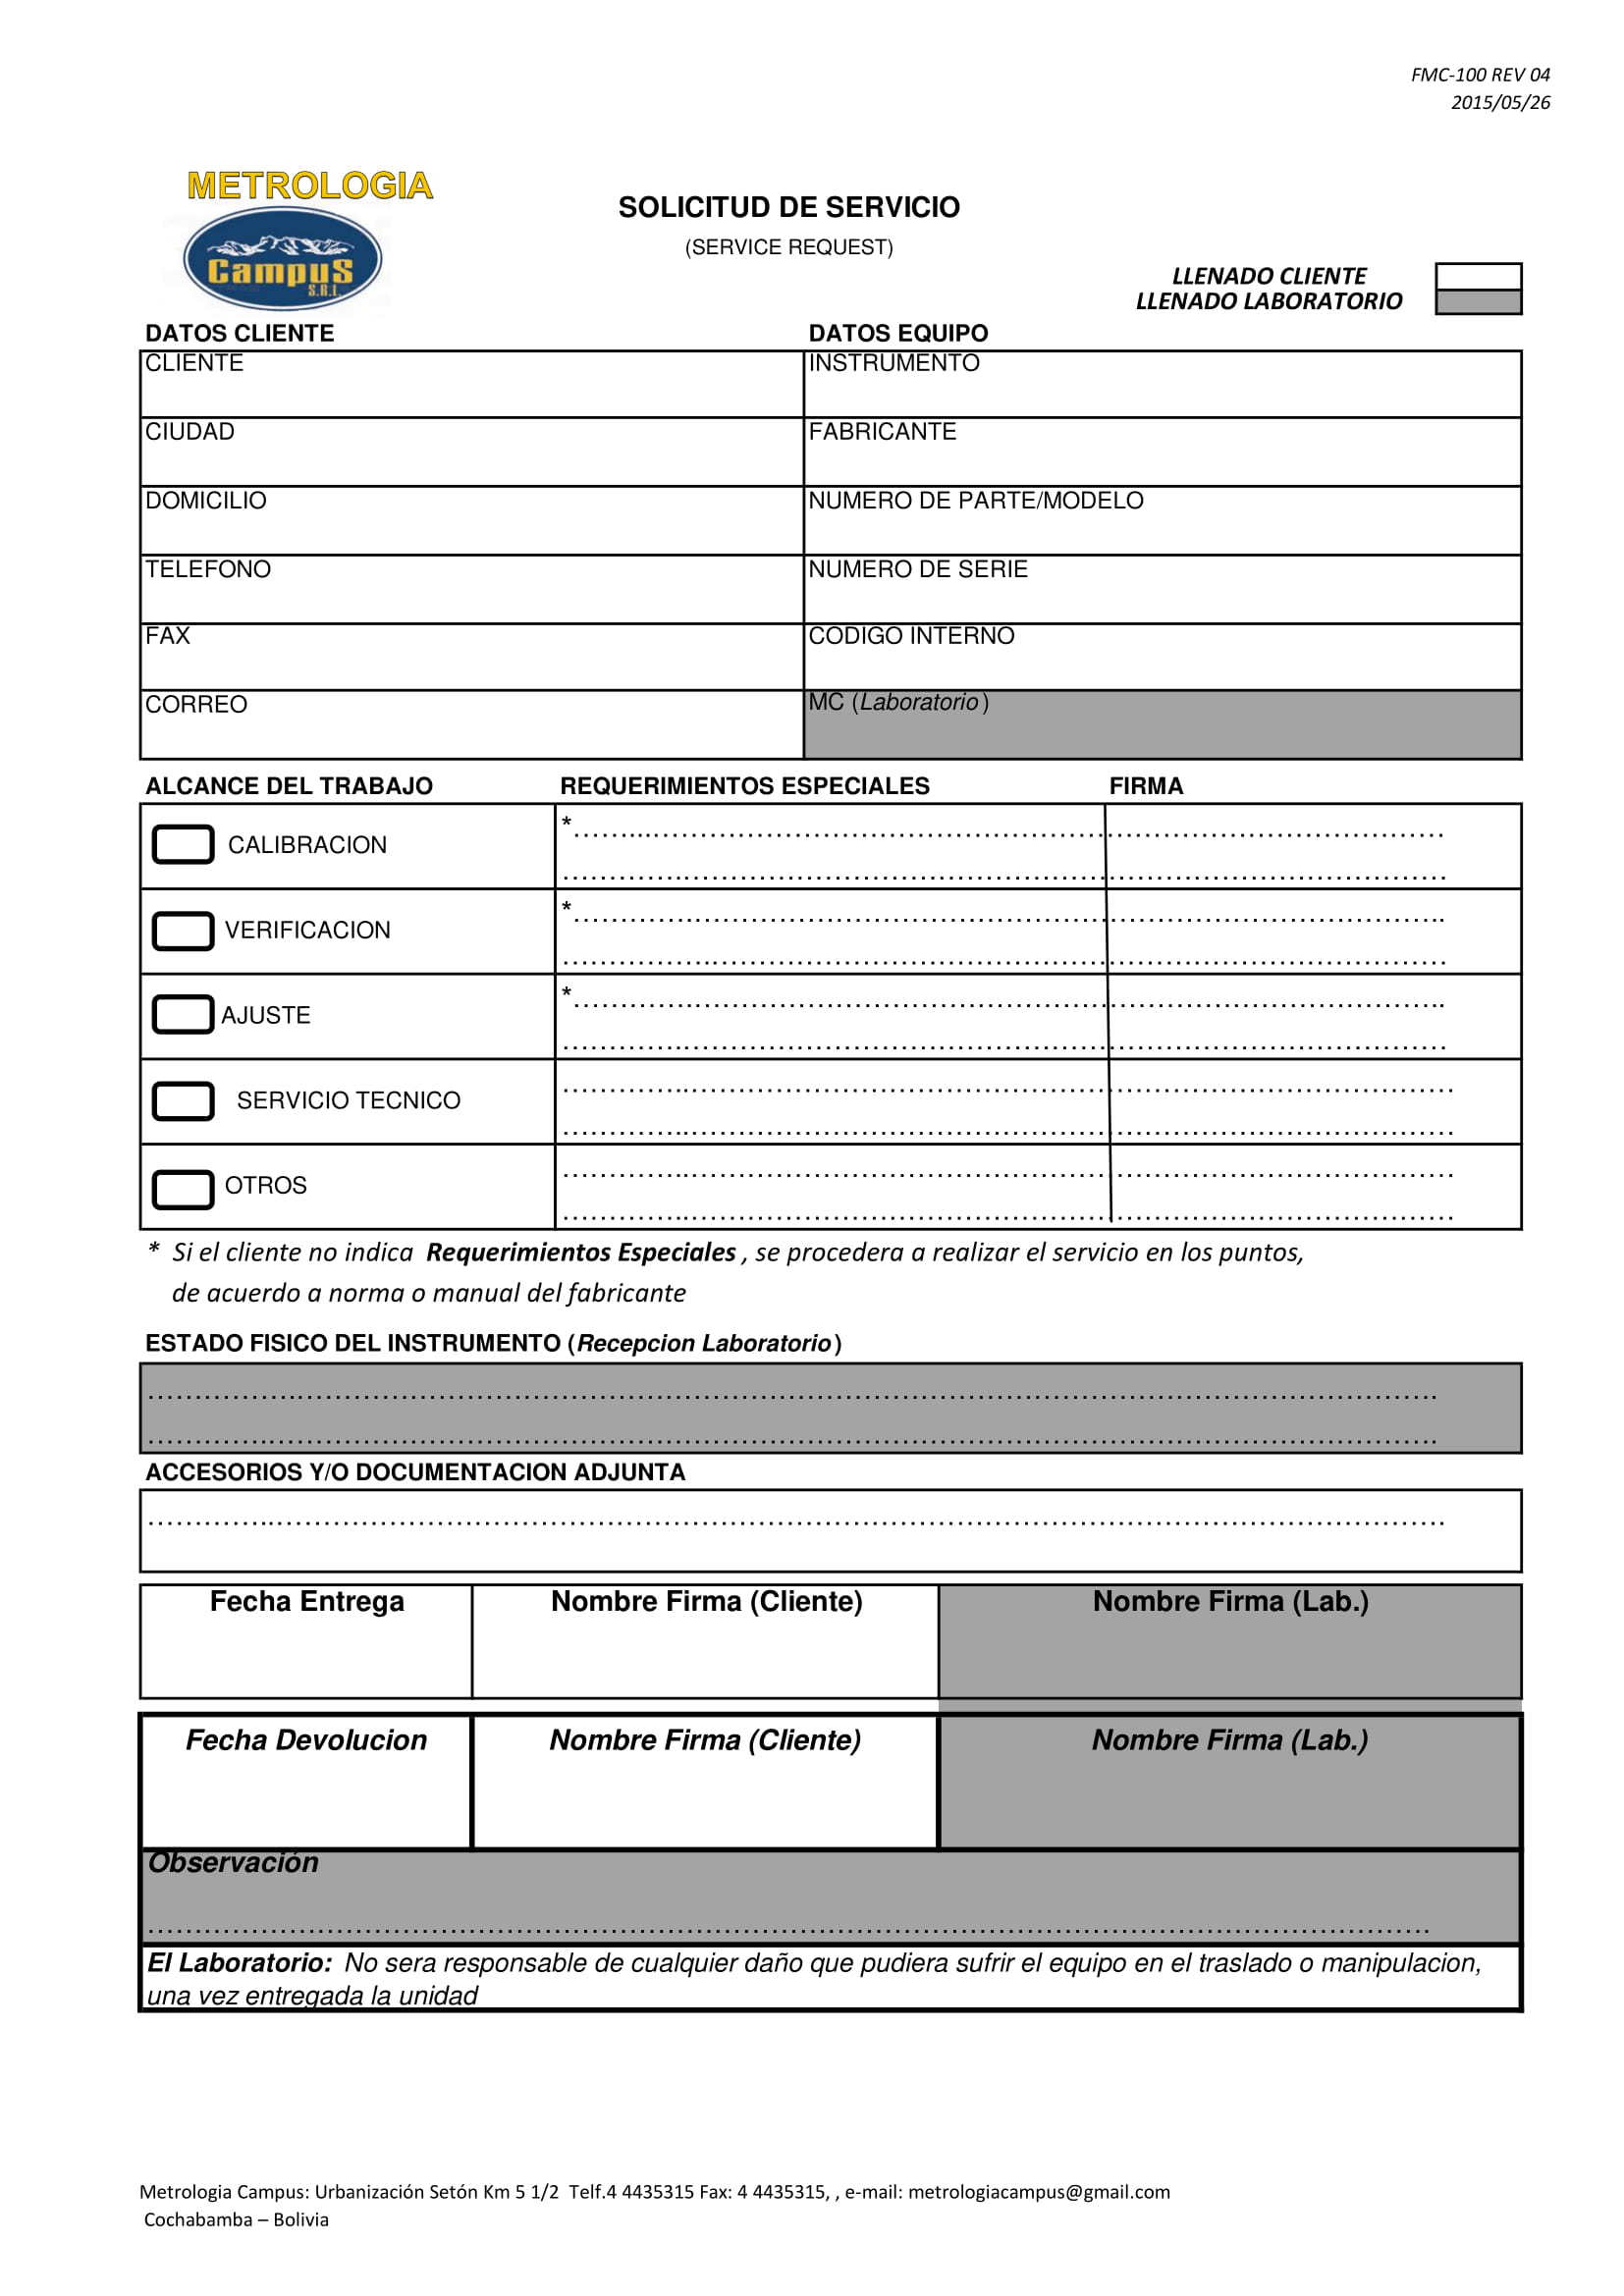 FMC-100 REV 04
2015/05/26
METROLOGIA
CampuS
S.R.L.
SOLICITUD DE SERVICIO
(SERVICE REQUEST)
LLENADO CLIENTE
LLENADO LABORATORIO
DATOS CLIENTE DATOS EQUIPO
CLIENTE INSTRUMENTO
CIUDAD FABRICANTE
DOMICILIO NUMERO DE PARTE/MODELO
TELEFONO NUMERO DE SERIE
FAX CODIGO INTERNO
CORREO MC (Laboratorio)
ALCANCE DEL TRABAJO REQUERIMIENTOS ESPECIALES FIRMA
CALIBRACION *
VERIFICACION *
AJUSTE *
SERVICIO TECNICO
OTROS
* Si el cliente no indica Requerimientos Especiales , se procedera a realizar el servicio en los puntos,
de acuerdo a norma o manual del fabricante
ESTADO FISICO DEL INSTRUMENTO (Recepcion Laboratorio)
ACCESORIOS Y/O DOCUMENTACION ADJUNTA
Fecha Entrega Nombre Firma (Cliente) Nombre Firma (Lab.)
Fecha Devolucion Nombre Firma (Cliente) Nombre Firma (Lab.)
Observación
El Laboratorio: No sera responsable de cualquier daño que pudiera sufrir el equipo en el traslado o manipulacion,
una vez entregada la unidad
Metrologia Campus: Urbanización Setón Km 5 1/2 Telf.4 4435315 Fax: 4 4435315, , e-mail: metrologiacampus@gmail.com
Cochabamba – Bolivia